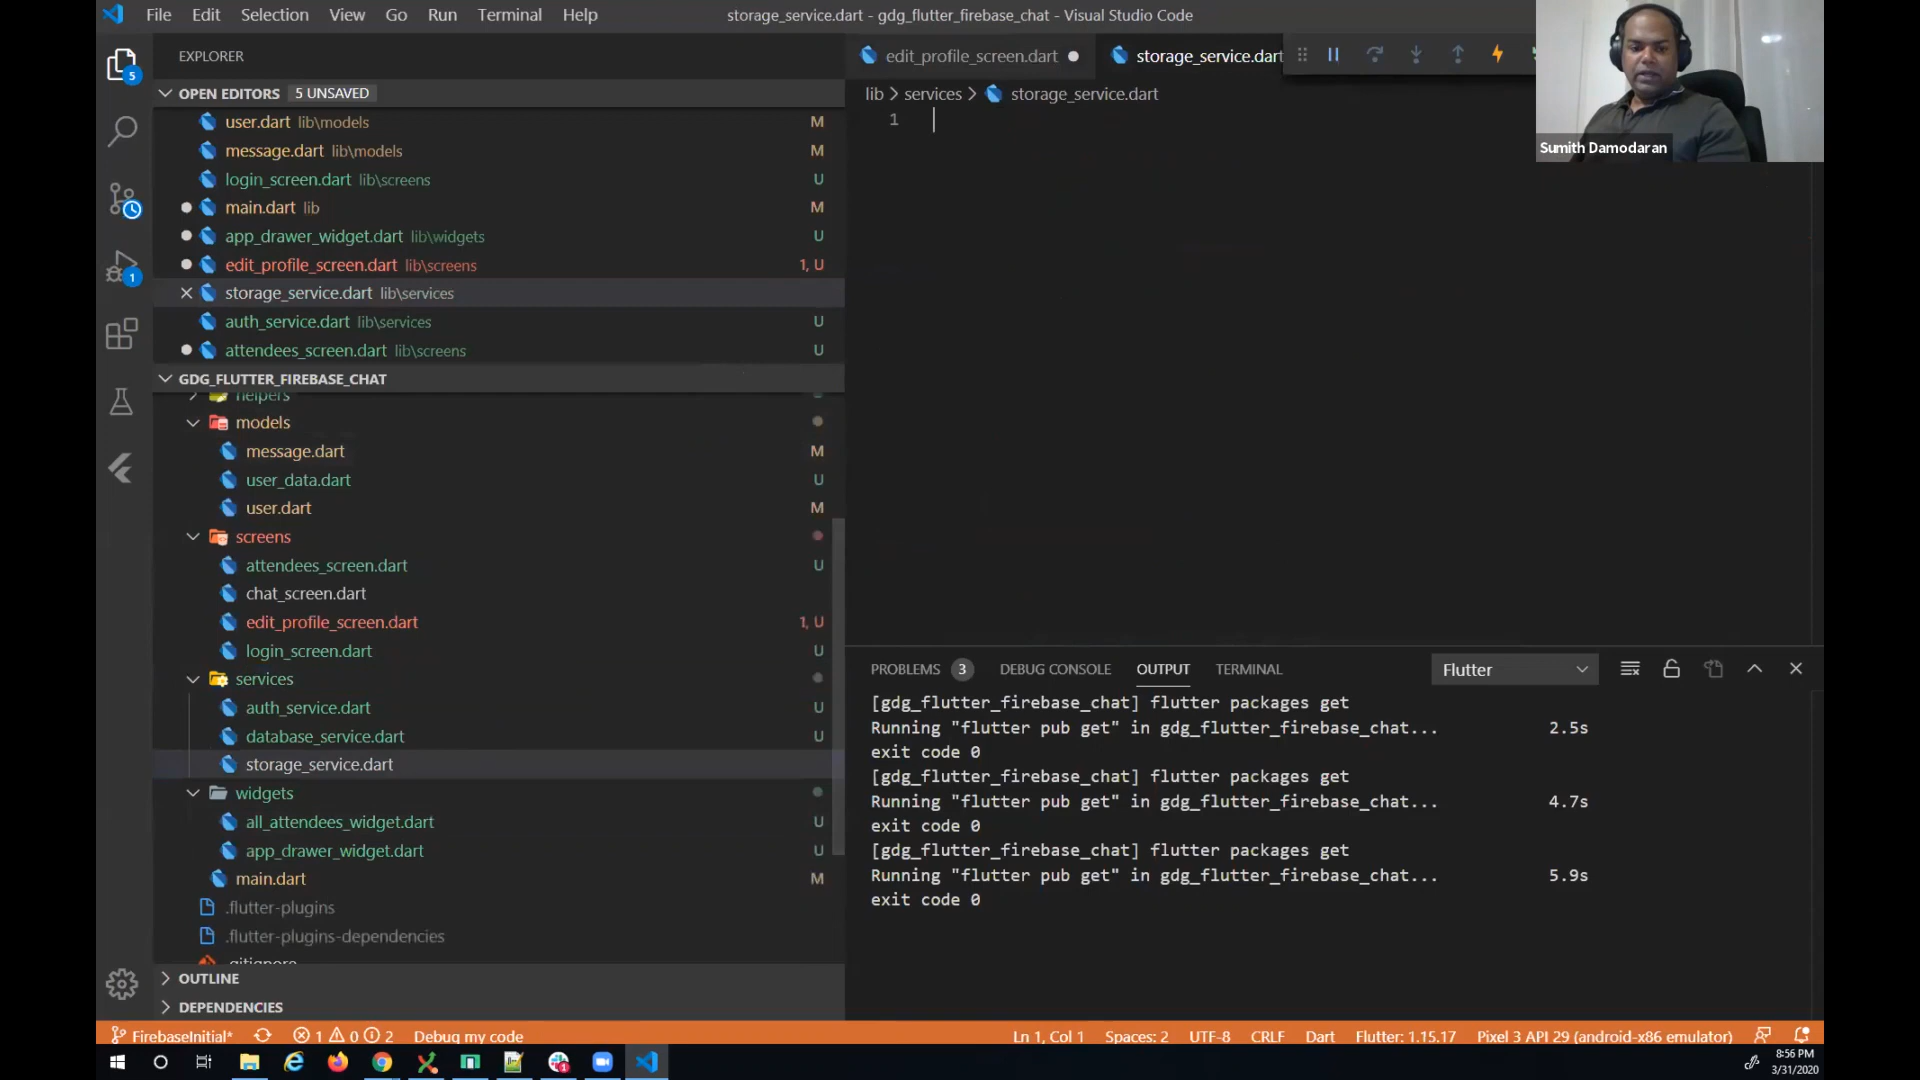 File Edit Selection View Go Run Terminal Help
storage_service.dart - gdg_flutter_firebase_chat - Visual Studio Code
EXPLORER
OPEN EDITORS 5 UNSAVED
user.dart lib\models M
message.dart lib\models M
login_screen.dart lib\screens U
main.dart lib M
app_drawer_widget.dart lib\widgets U
edit_profile_screen.dart lib\screens 1, U
storage_service.dart lib\services
auth_service.dart lib\services U
attendees_screen.dart lib\screens U
GDG_FLUTTER_FIREBASE_CHAT
helpers
models
message.dart M
user_data.dart U
user.dart M
screens
attendees_screen.dart U
chat_screen.dart
edit_profile_screen.dart 1, U
login_screen.dart U
services
auth_service.dart U
database_service.dart U
storage_service.dart
widgets
all_attendees_widget.dart U
app_drawer_widget.dart U
main.dart M
.flutter-plugins
.flutter-plugins-dependencies
.gitignore
OUTLINE
DEPENDENCIES
5
1
edit_profile_screen.dart storage_service.dart
lib > services > storage_service.dart
1
Sumith Damodaran
PROBLEMS 3 DEBUG CONSOLE OUTPUT TERMINAL Flutter
[gdg_flutter_firebase_chat] flutter packages get
Running "flutter pub get" in gdg_flutter_firebase_chat... 2.5s
exit code 0
[gdg_flutter_firebase_chat] flutter packages get
Running "flutter pub get" in gdg_flutter_firebase_chat... 4.7s
exit code 0
[gdg_flutter_firebase_chat] flutter packages get
Running "flutter pub get" in gdg_flutter_firebase_chat... 5.9s
exit code 0
FirebaseInitial* 1 0 2 Debug my code Ln 1, Col 1 Spaces: 2 UTF-8 CRLF Dart Flutter: 1.15.17 Pixel 3 API 29 (android-x86 emulator)
8:56 PM
3/31/2020